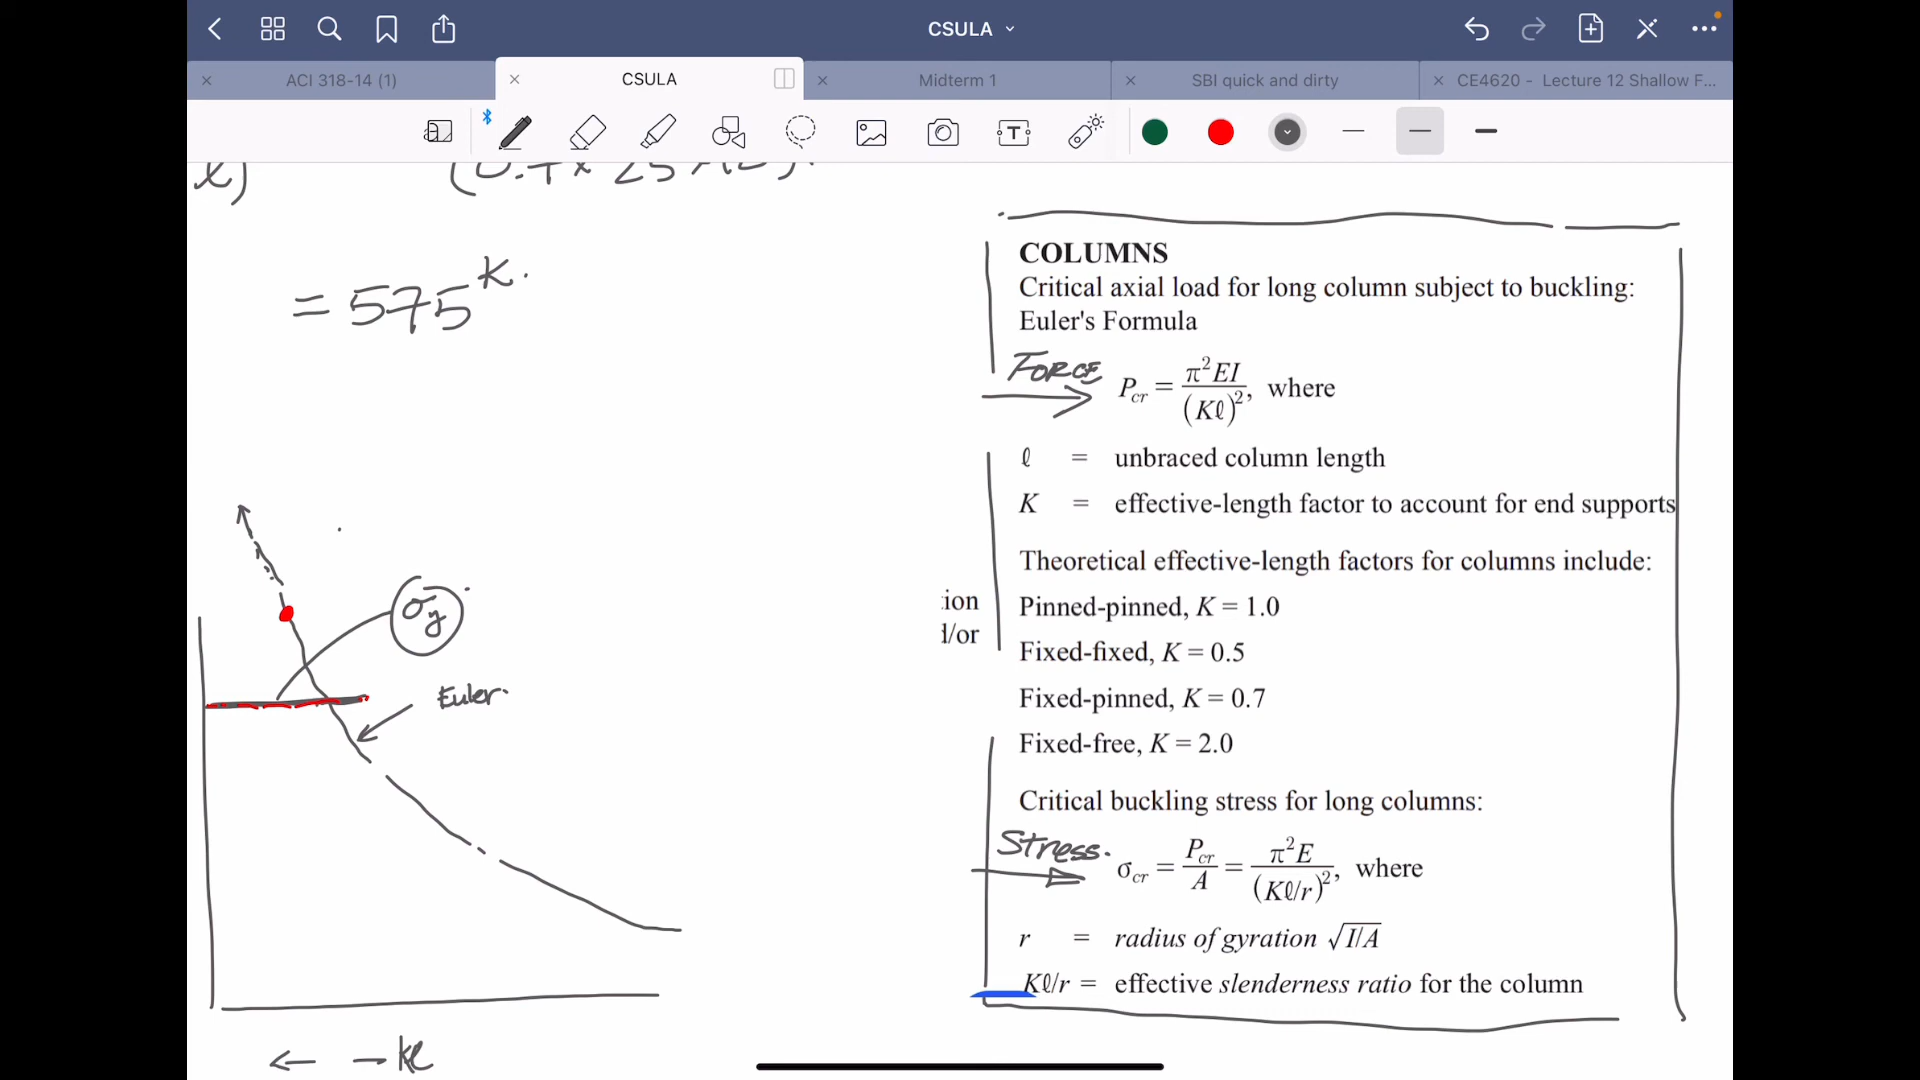 CSULA
ACI 318-14 (1)
CSULA
Midterm 1
SBI quick and dirty
CE4620 - Lecture 12 Shallow F...
= 575 K.
σy
Euler.
← – kℓ
ion
d/or
COLUMNS
Critical axial load for long column subject to buckling:
Euler's Formula
FORCE
Pcr = π²EI/(Kℓ)², where
ℓ = unbraced column length
K = effective-length factor to account for end supports
Theoretical effective-length factors for columns include:
Pinned-pinned, K = 1.0
Fixed-fixed, K = 0.5
Fixed-pinned, K = 0.7
Fixed-free, K = 2.0
Critical buckling stress for long columns:
Stress.
σcr = Pcr/A = π²E/(Kℓ/r)², where
r = radius of gyration √I/A
Kℓ/r = effective slenderness ratio for the column